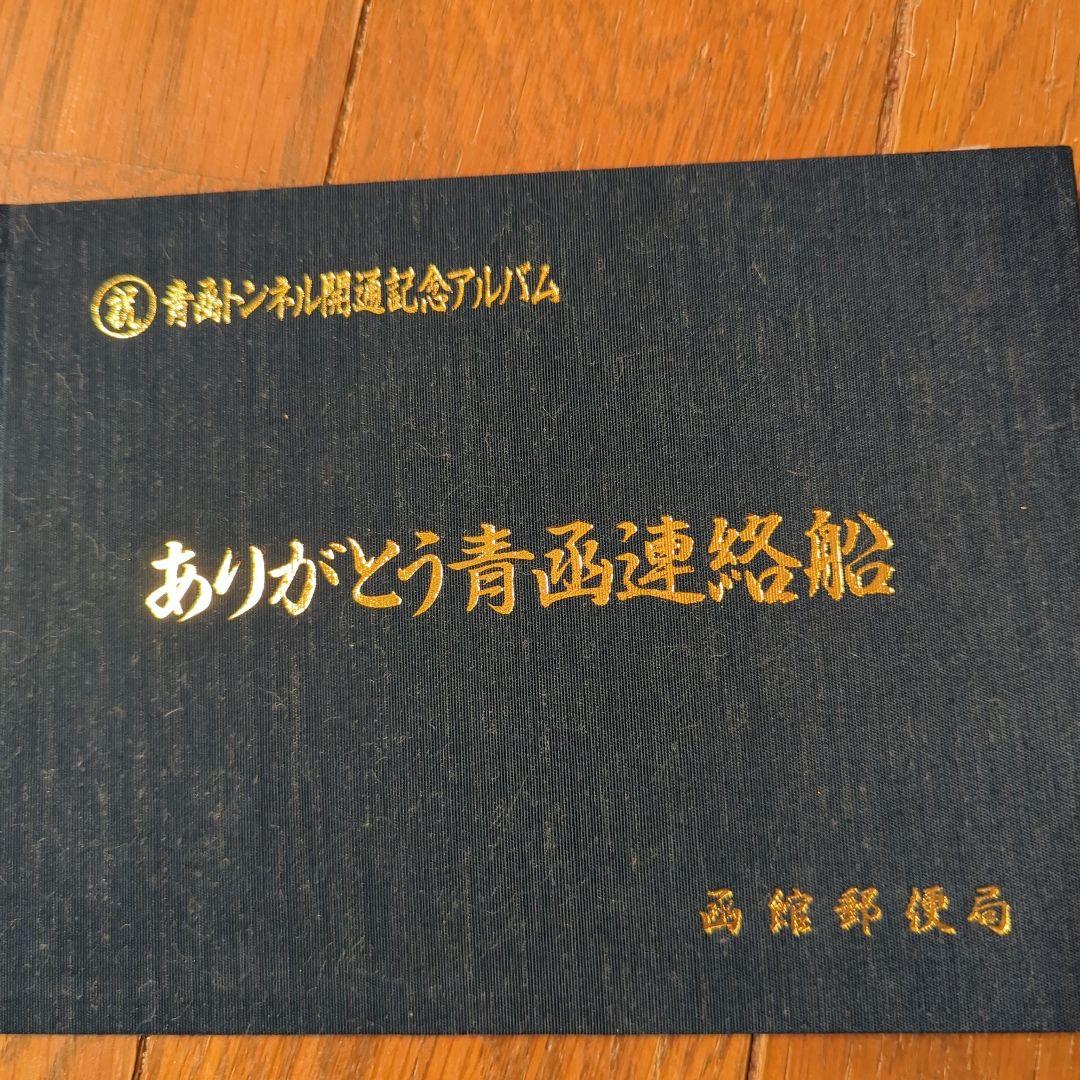 祝 青函トンネル開通記念アルバム
ありがとう青函連絡船
函館郵便局